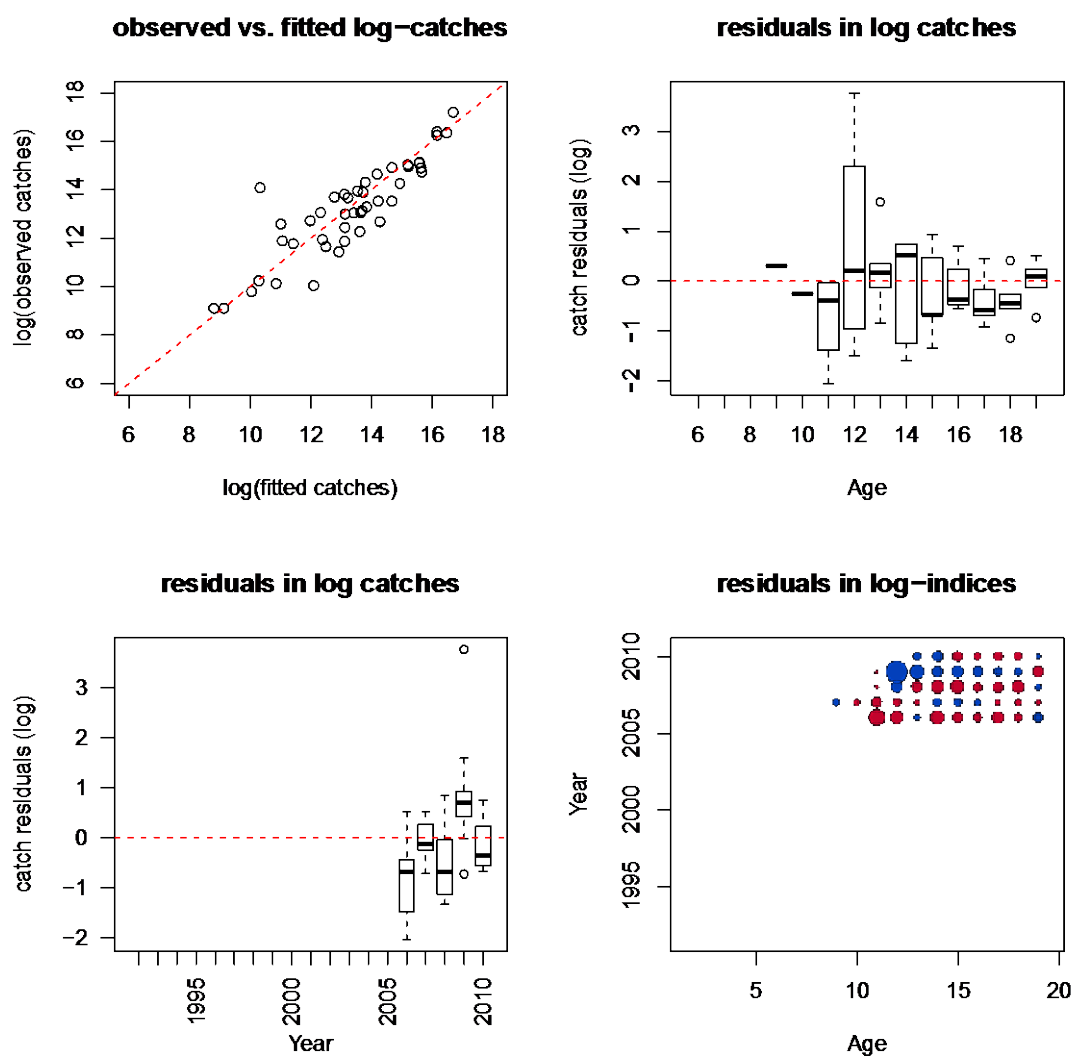 observed vs. fitted log-catches
log(observed catches)
18
16
14
12
10
8
6
6 8 10 12 14 16 18
log(fitted catches)
residuals in log catches
catch residuals (log)
3
2
1
0
-1
-2
6 8 10 12 14 16 18
Age
residuals in log catches
catch residuals (log)
3
2
1
0
-1
-2
1995 2000 2005 2010
Year
residuals in log-indices
Year
2010
2005
2000
1995
5 10 15 20
Age